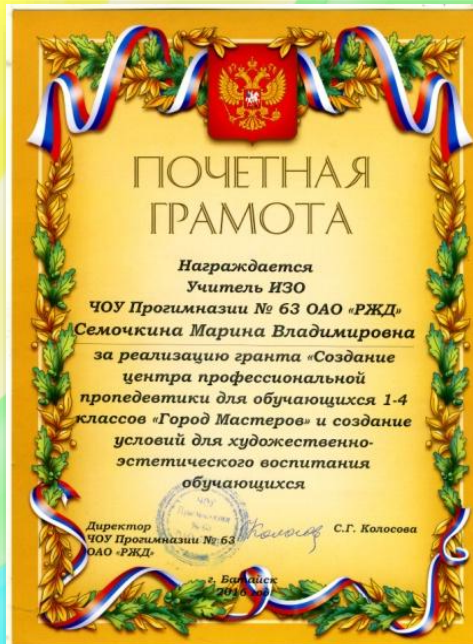 ПОЧЕТНАЯ
ГРАМОТА
Награждается
Учитель ИЗО
ЧОУ Прогимназии № 63 ОАО «РЖД»
Семочкина Марина Владимировна
за реализацию гранта «Создание
центра профессиональной
пропедевтики для обучающихся 1-4
классов «Город Мастеров» и создание
условий для художественно-
эстетического воспитания
обучающихся
Директор
ЧОУ Прогимназии № 63
ОАО «РЖД»
С.Г. Колосова
г. Батайск
2016 год